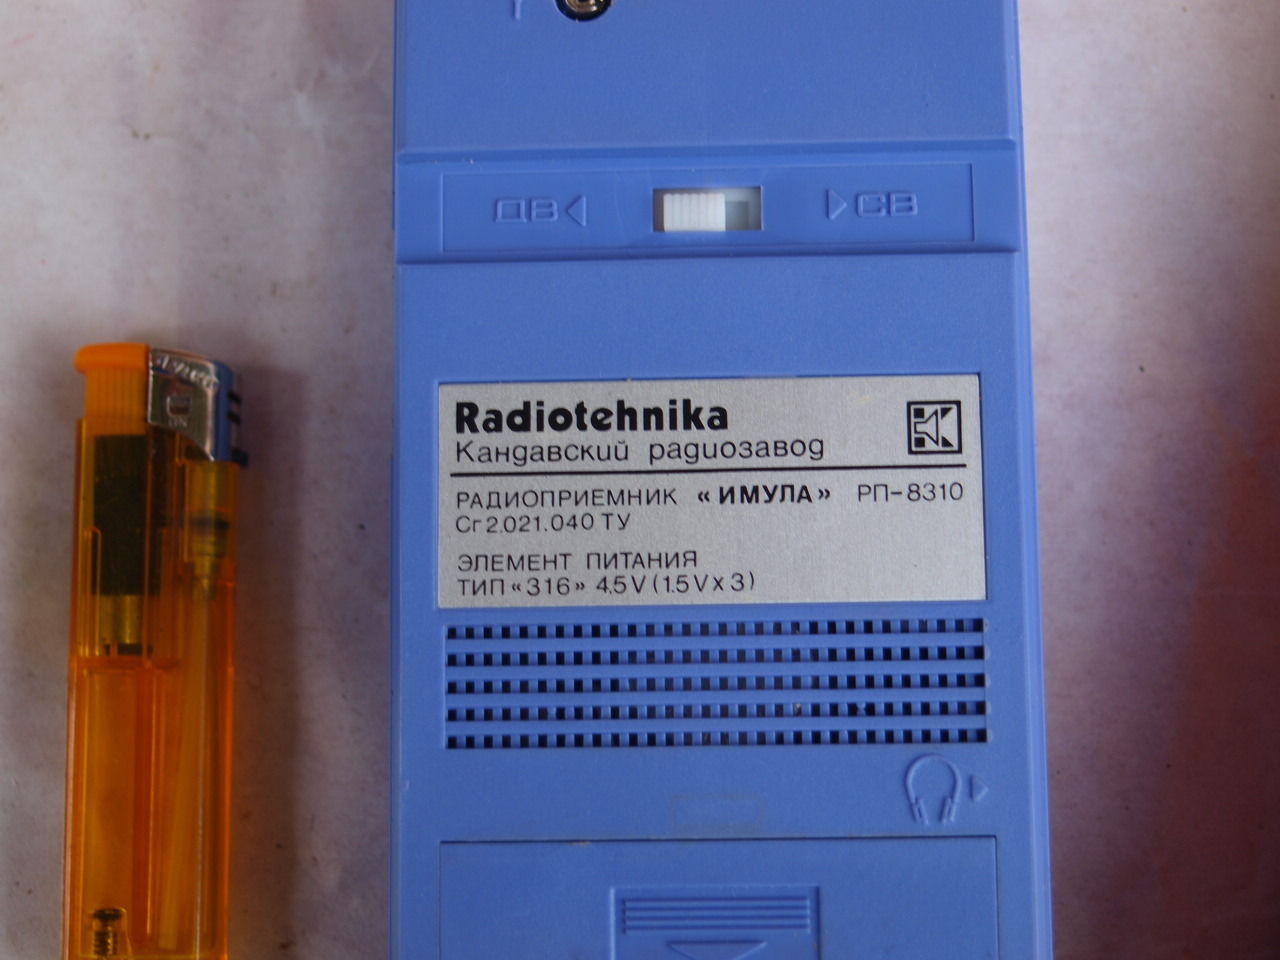 ДВ СВ
Radiotehnika
Кандавский радиозавод
РАДИОПРИЕМНИК «ИМУЛА» РП-8310
Сг2.021.040 ТУ
ЭЛЕМЕНТ ПИТАНИЯ
ТИП «316» 4.5V (1.5V x 3)